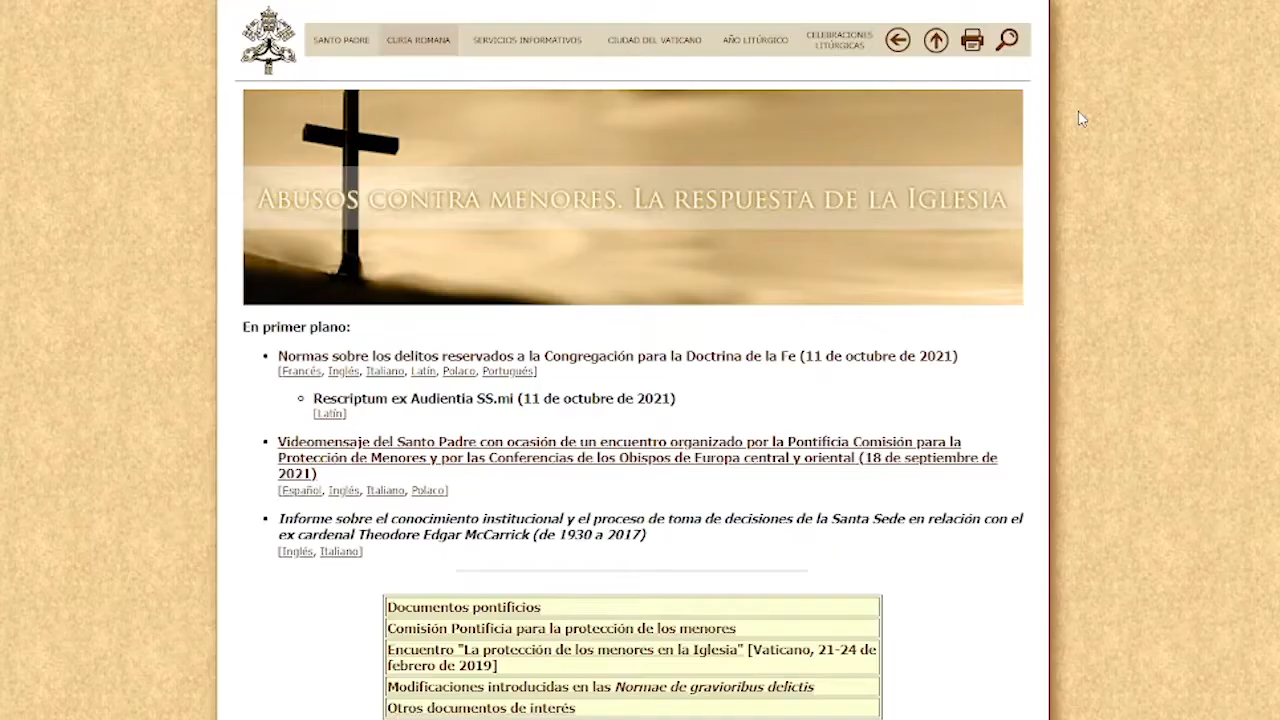 SANTO PADRE CURIA ROMANA SERVICIOS INFORMATIVOS CIUDAD DEL VATICANO AÑO LITÚRGICO CELEBRACIONES LITÚRGICAS
ABUSOS CONTRA MENORES. LA RESPUESTA DE LA IGLESIA
En primer plano:
• Normas sobre los delitos reservados a la Congregación para la Doctrina de la Fe (11 de octubre de 2021)
[Francés, Inglés, Italiano, Latín, Polaco, Portugués]
Rescriptum ex Audientia SS.mi (11 de octubre de 2021)
[Latín]
• Videomensaje del Santo Padre con ocasión de un encuentro organizado por la Pontificia Comisión para la
Protección de Menores y por las Conferencias de los Obispos de Europa central y oriental (18 de septiembre de
2021)
[Español, Inglés, Italiano, Polaco]
• Informe sobre el conocimiento institucional y el proceso de toma de decisiones de la Santa Sede en relación con el
ex cardenal Theodore Edgar McCarrick (de 1930 a 2017)
[Inglés, Italiano]
Documentos pontificios
Comisión Pontificia para la protección de los menores
Encuentro "La protección de los menores en la Iglesia" [Vaticano, 21-24 de
febrero de 2019]
Modificaciones introducidas en las Normae de gravioribus delictis
Otros documentos de interés